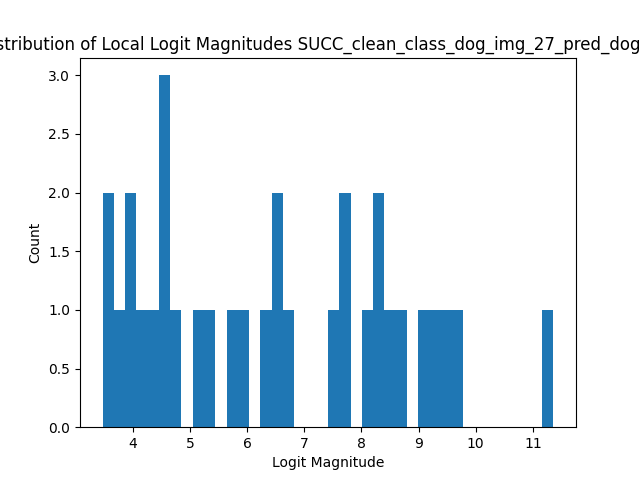 stribution of Local Logit Magnitudes SUCC_clean_class_dog_img_27_pred_dog
3.0
2.5
2.0
1.5
1.0
0.5
0.0
Count
4 5 6 7 8 9 10 11
Logit Magnitude